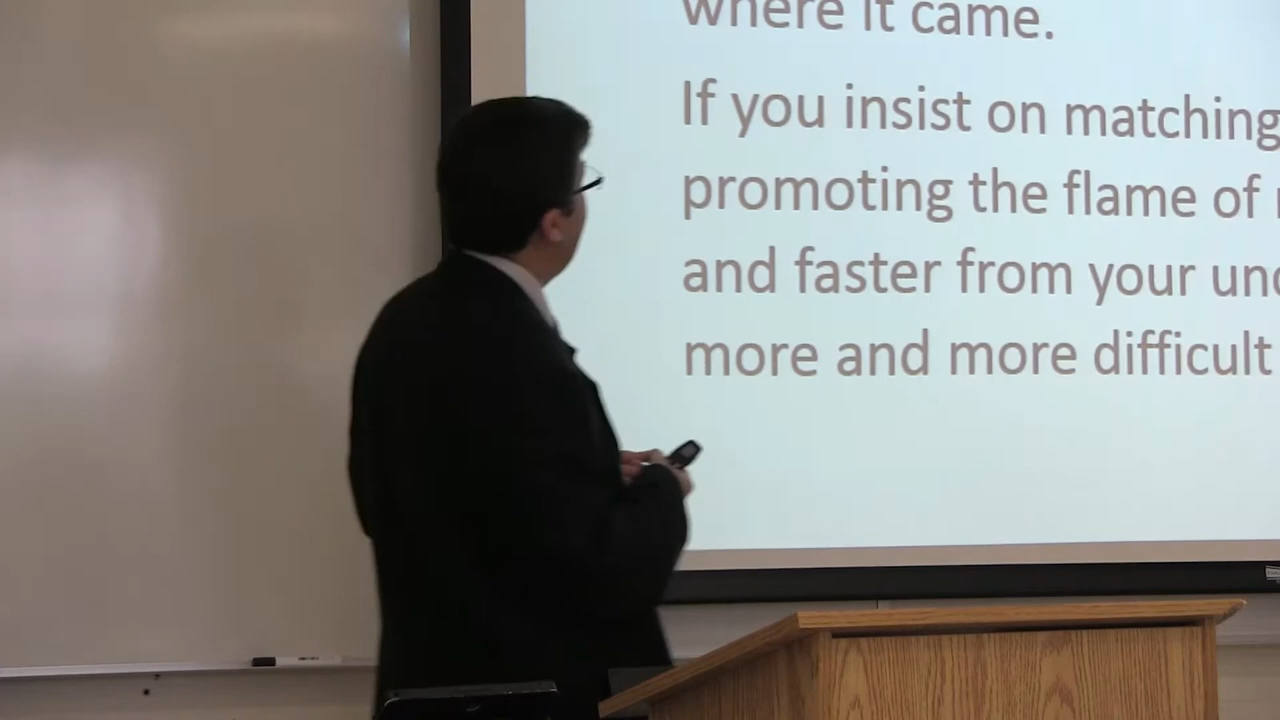 where it came.
If you insist on matching
promoting the flame of
and faster from your
more and more difficult